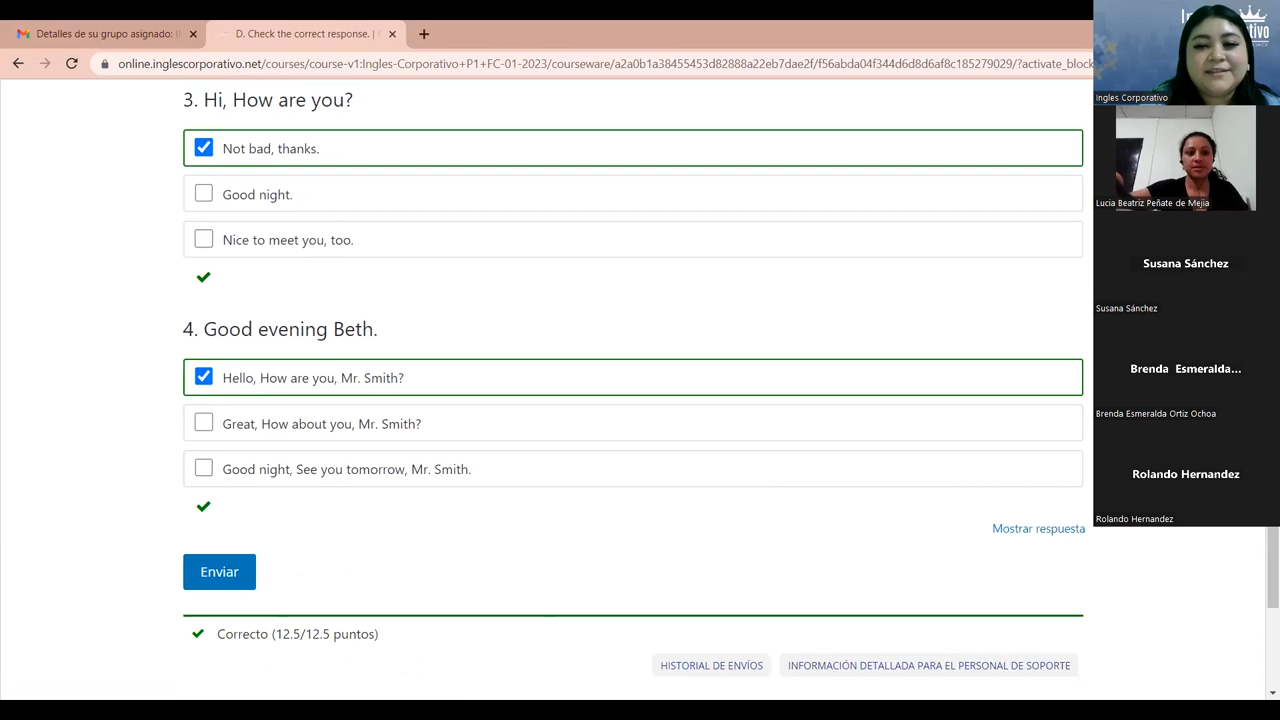 Detalles de su grupo asignado: I
D. Check the correct response. |
online.inglescorporativo.net/courses/course-v1:Ingles-Corporativo+P1+FC-01-2023/courseware/a2a0b1a38455453d82888a22eb7dae2f/f56abda04f344d6d8d6af8c185279029/?activate_block
3. Hi, How are you?
Not bad, thanks.
Good night.
Nice to meet you, too.
4. Good evening Beth.
Hello, How are you, Mr. Smith?
Great, How about you, Mr. Smith?
Good night, See you tomorrow, Mr. Smith.
Mostrar respuesta
Enviar
Correcto (12.5/12.5 puntos)
HISTORIAL DE ENVÍOS
INFORMACIÓN DETALLADA PARA EL PERSONAL DE SOPORTE
Ingles Corporativo
Lucia Beatriz Peñate de Mejia
Susana Sánchez
Susana Sánchez
Brenda Esmeralda...
Brenda Esmeralda Ortiz Ochoa
Rolando Hernandez
Rolando Hernandez